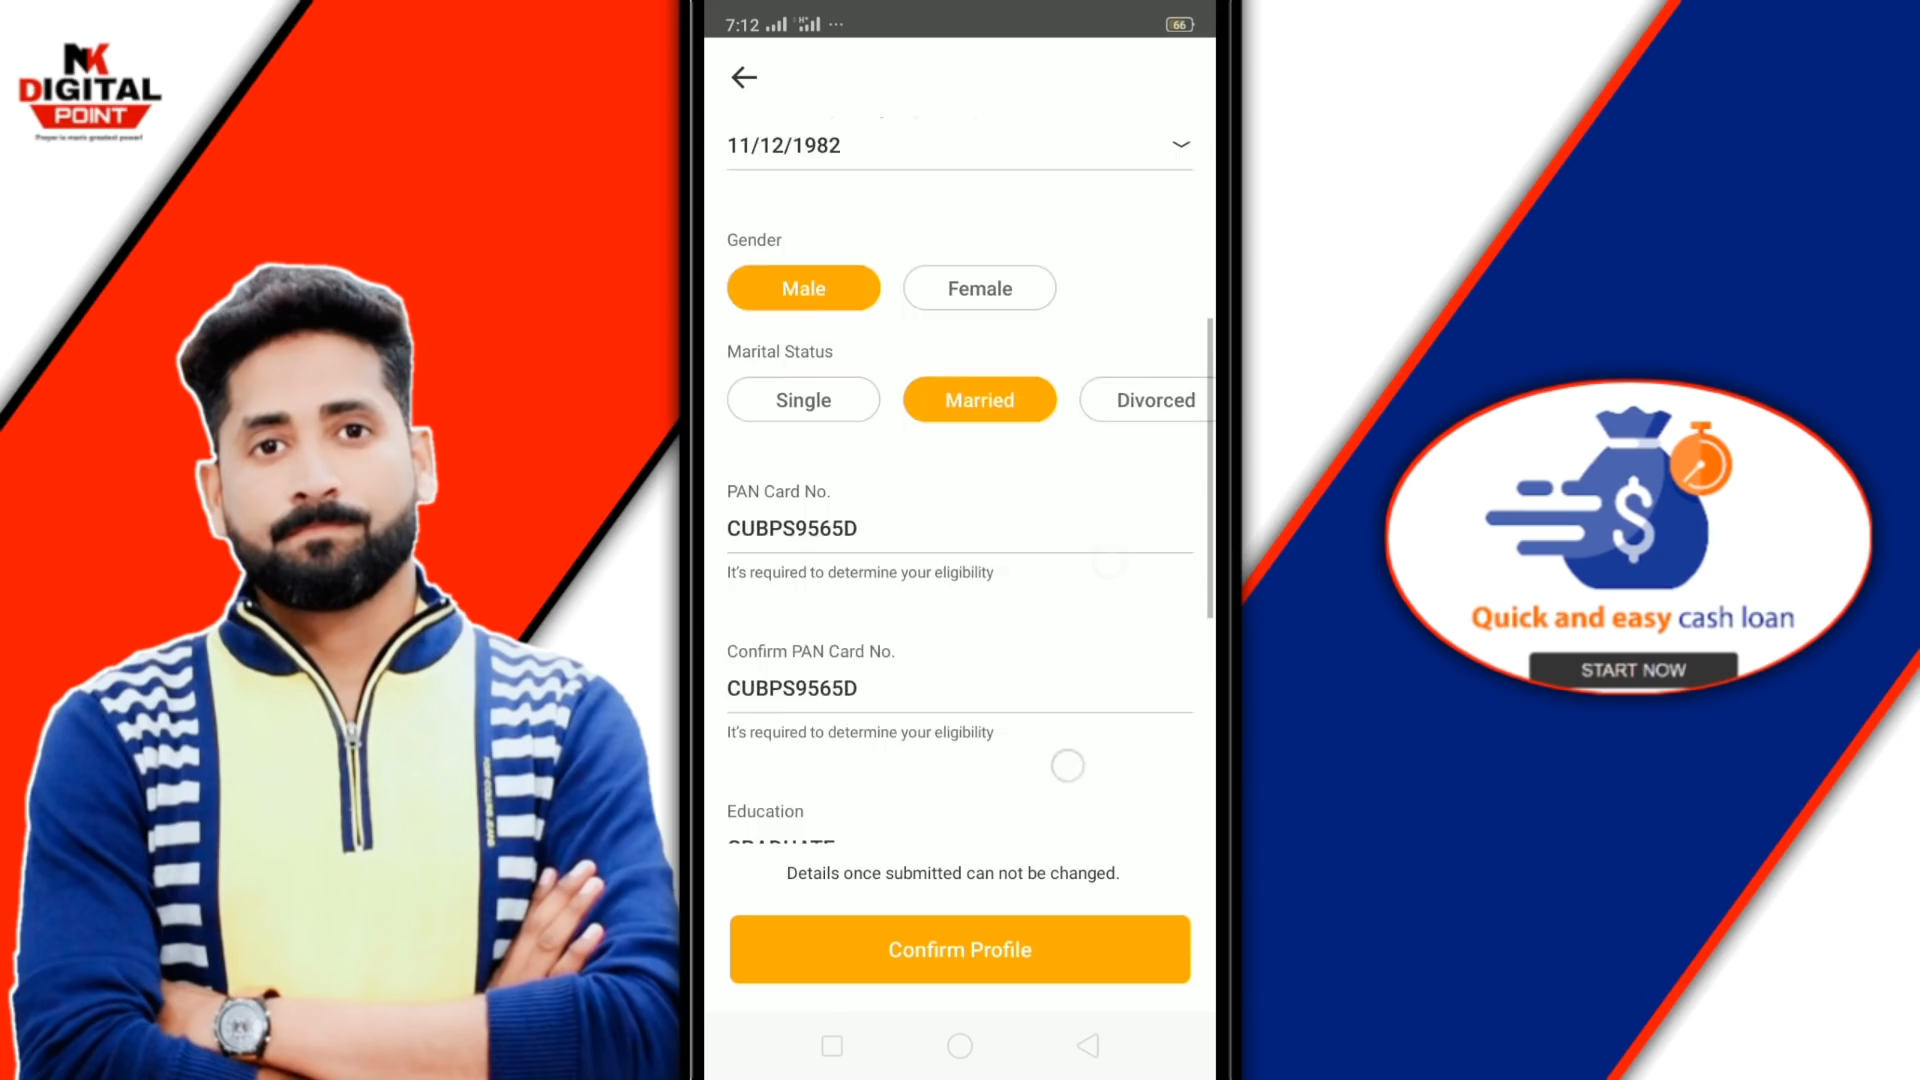 NK
DIGITAL
POINT
7:12
66
11/12/1982
Gender
Male
Female
Marital Status
Single
Married
Divorced
PAN Card No.
CUBPS9565D
It's required to determine your eligibility
Confirm PAN Card No.
CUBPS9565D
It's required to determine your eligibility
Education
GRADUATE
Details once submitted can not be changed.
Confirm Profile
$
Quick and easy cash loan
START NOW